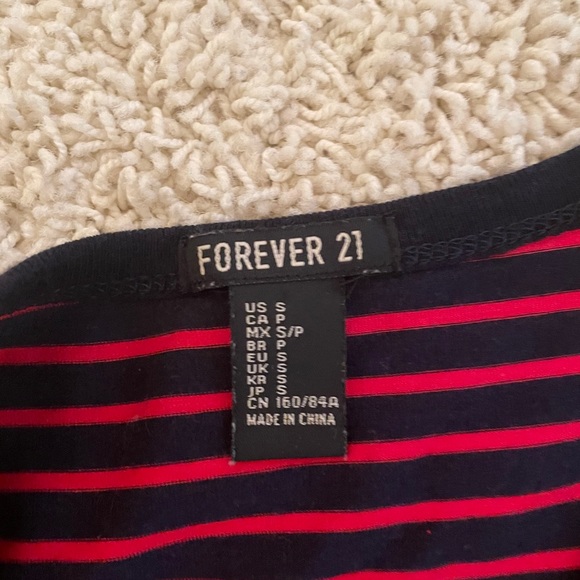 FOREVER 21
US S
CA P
MX S/P
BR P
EU S
UK S
KR S
JP S
CN 160/84A
MADE IN CHINA